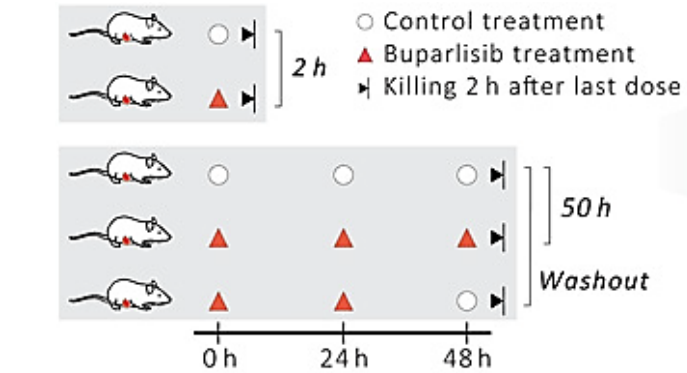 Control treatment
Buparlisib treatment
Killing 2 h after last dose
2 h
50 h
Washout
0 h 24 h 48 h